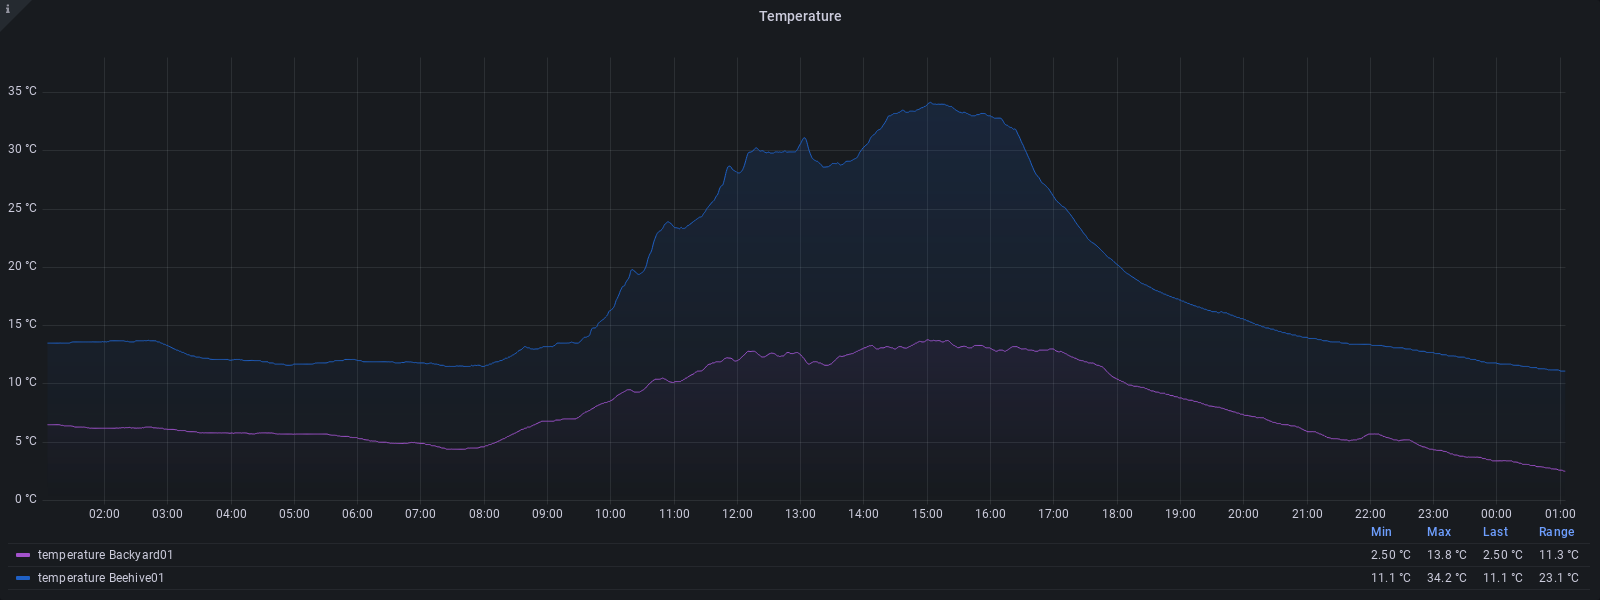 i
Temperature
35 °C
30 °C
25 °C
20 °C
15 °C
10 °C
5 °C
0 °C
02:00 03:00 04:00 05:00 06:00 07:00 08:00 09:00 10:00 11:00 12:00 13:00 14:00 15:00 16:00 17:00 18:00 19:00 20:00 21:00 22:00 23:00 00:00 01:00
Min Max Last Range
temperature Backyard01 2.50 °C 13.8 °C 2.50 °C 11.3 °C
temperature Beehive01 11.1 °C 34.2 °C 11.1 °C 23.1 °C